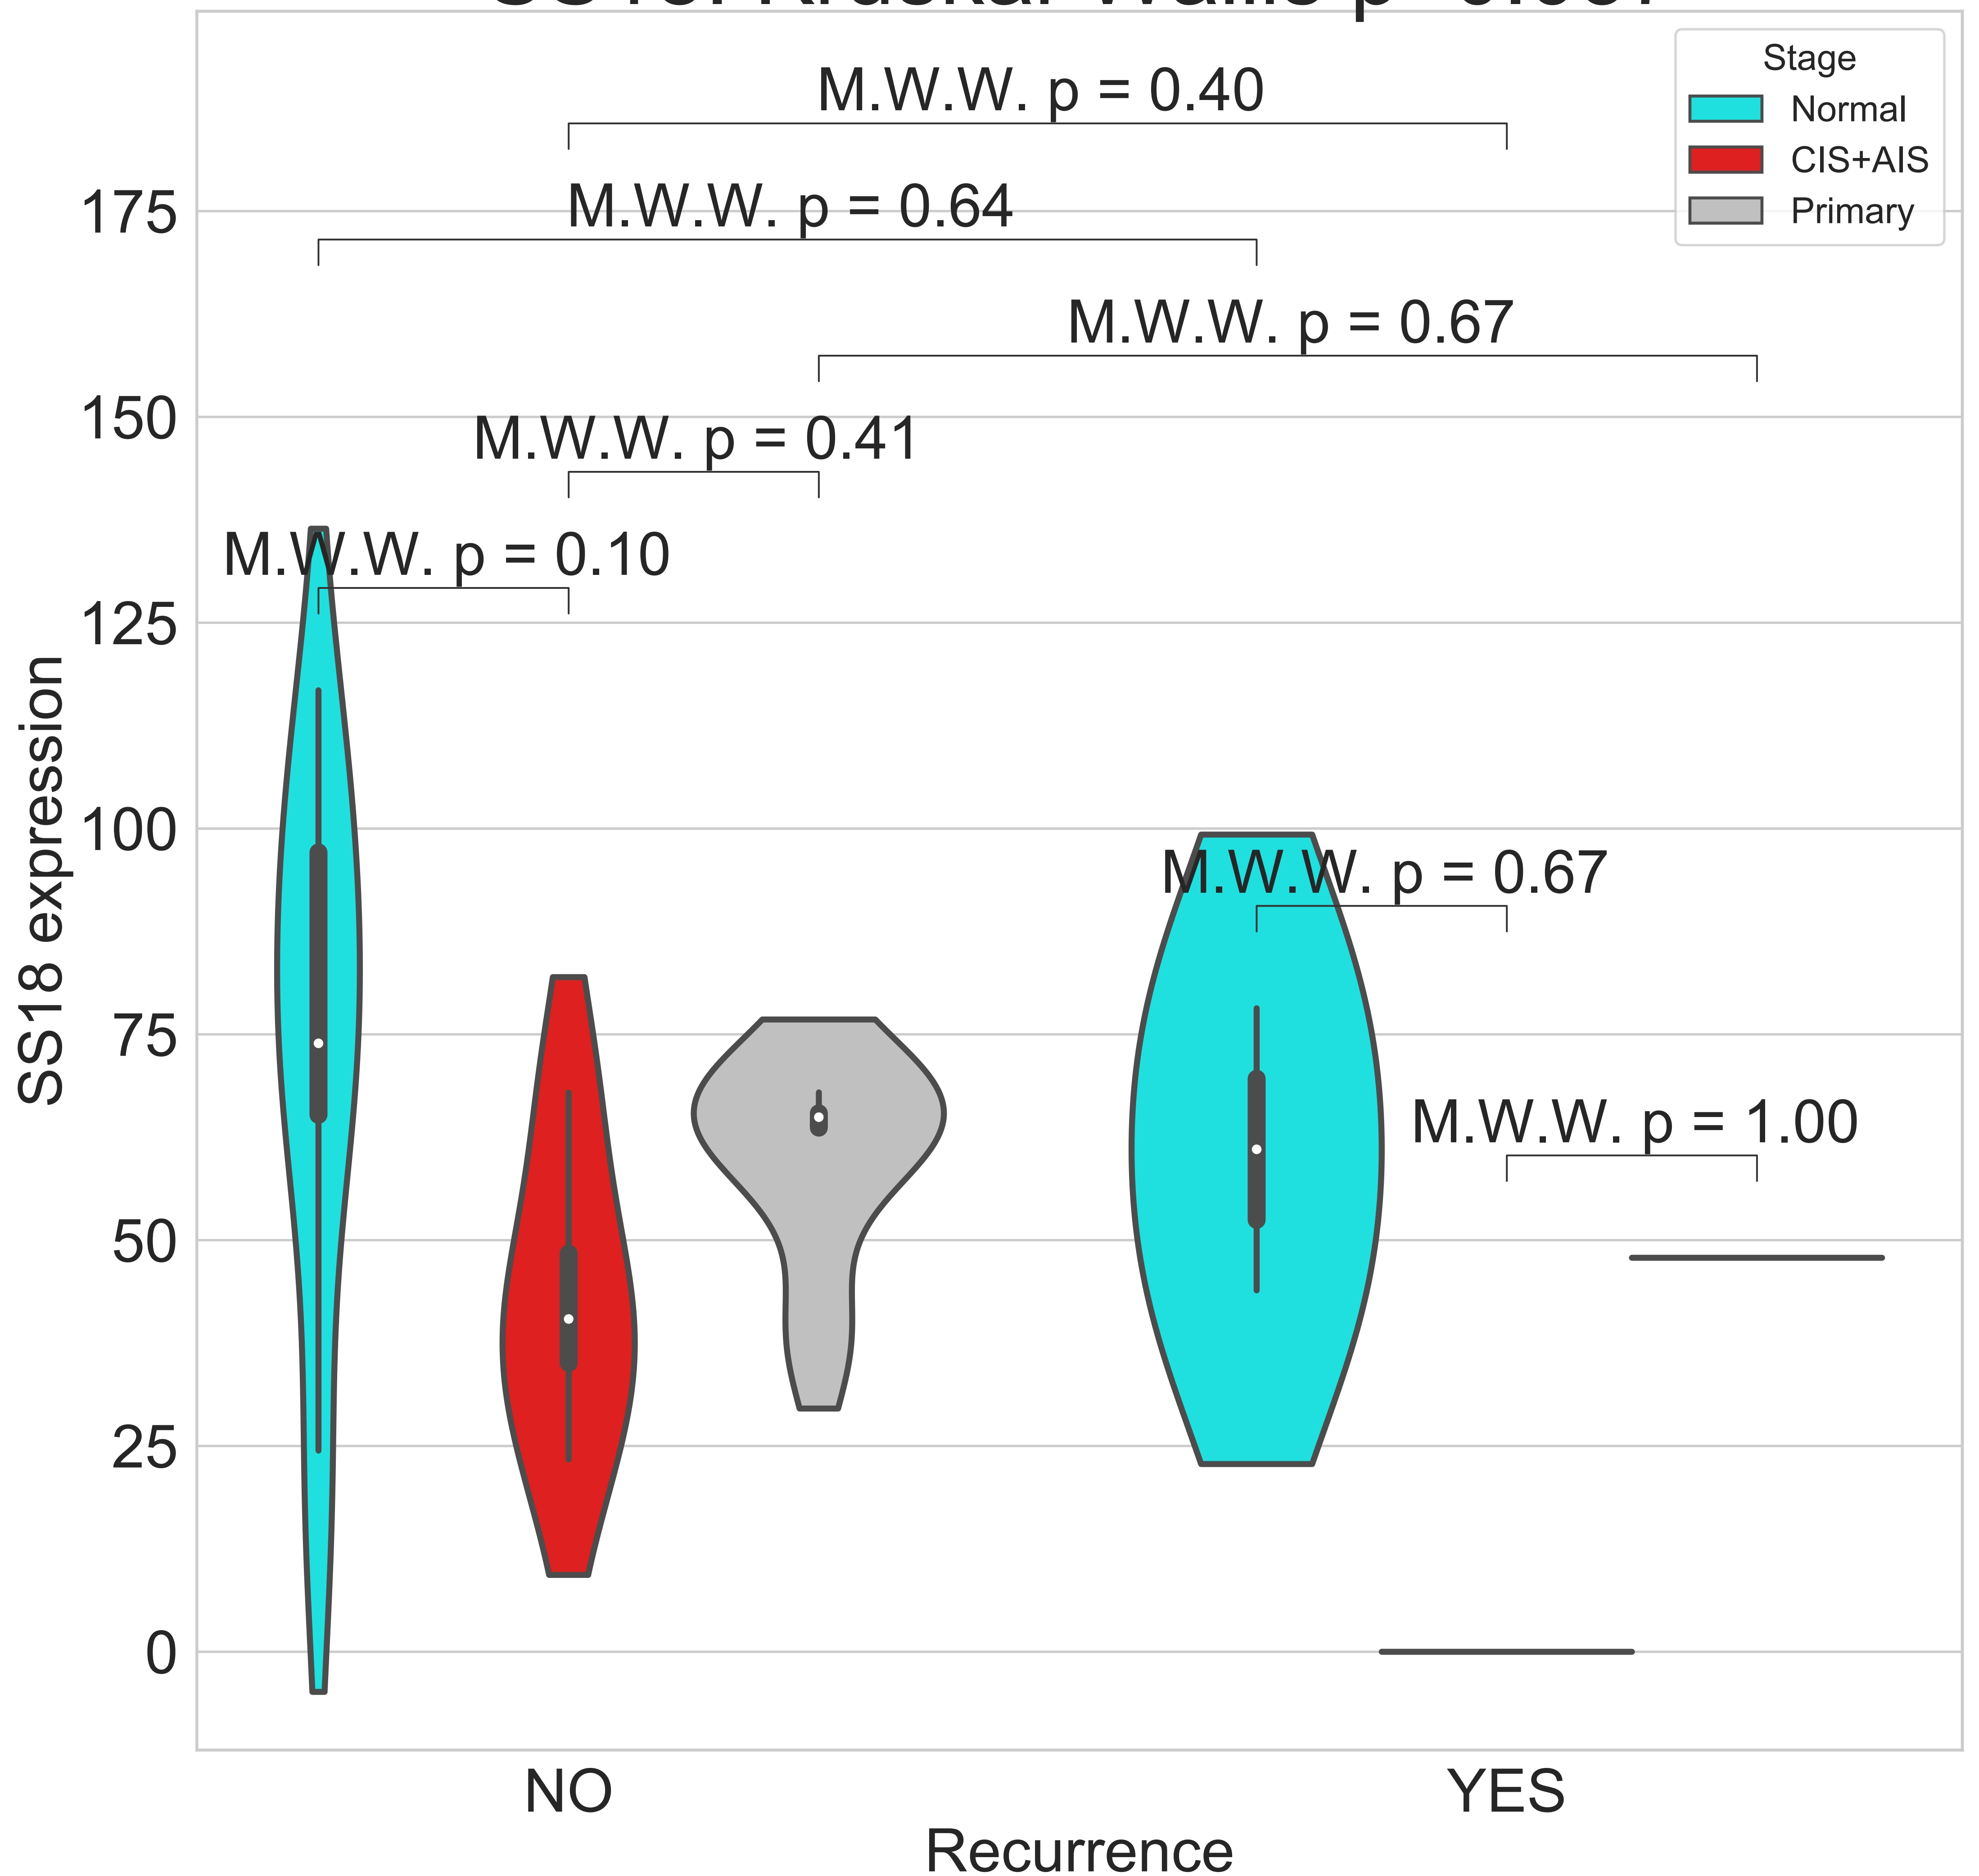 Stage
Normal
CIS+AIS
Primary
M.W.W. p = 0.40
M.W.W. p = 0.64
M.W.W. p = 0.67
M.W.W. p = 0.41
M.W.W. p = 0.10
M.W.W. p = 0.67
M.W.W. p = 1.00
175
150
125
100
75
50
25
0
SS18 expression
NO
YES
Recurrence